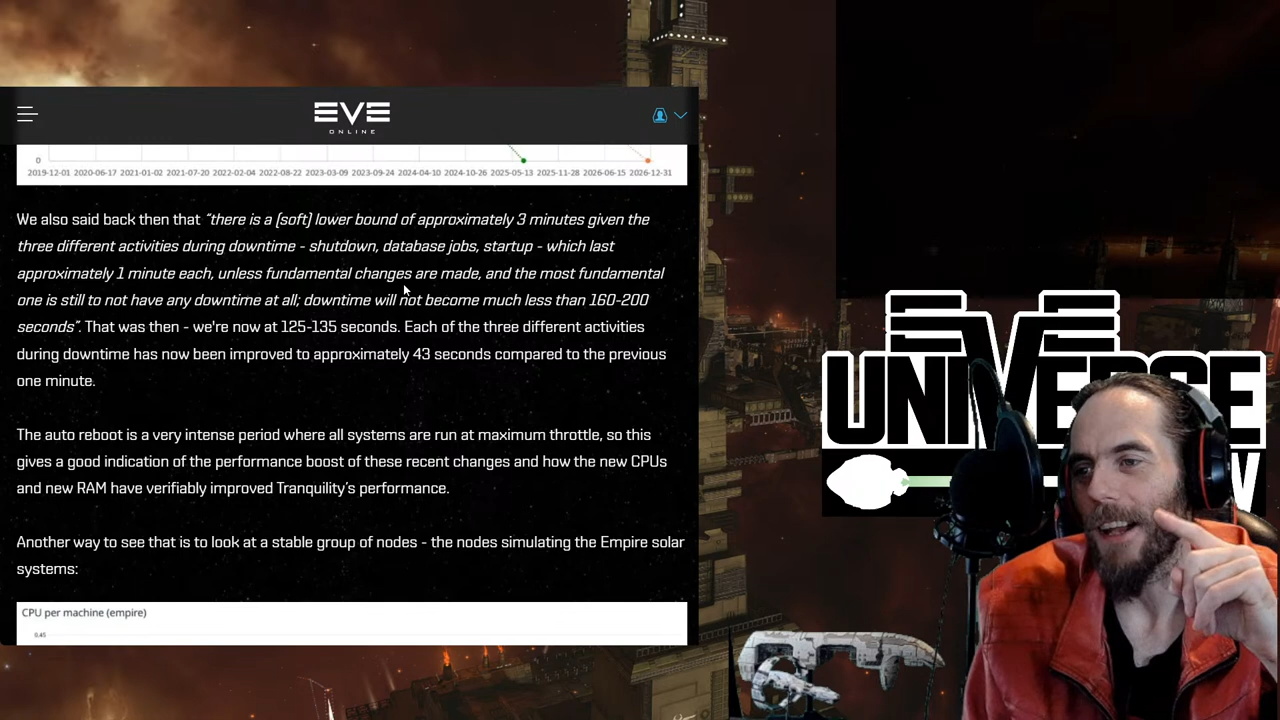 EVE
ONLINE
0
2019-12-01 2020-06-17 2021-01-02 2021-07-20 2022-02-04 2022-08-22 2023-03-09 2023-09-24 2024-04-10 2024-10-26 2025-05-13 2025-11-28 2026-06-15 2026-12-31
We also said back then that “there is a (soft) lower bound of approximately 3 minutes given the
three different activities during downtime - shutdown, database jobs, startup - which last
approximately 1 minute each, unless fundamental changes are made, and the most fundamental
one is still to not have any downtime at all; downtime will not become much less than 160-200
seconds”. That was then - we're now at 125-135 seconds. Each of the three different activities
during downtime has now been improved to approximately 43 seconds compared to the previous
one minute.
The auto reboot is a very intense period where all systems are run at maximum throttle, so this
gives a good indication of the performance boost of these recent changes and how the new CPUs
and new RAM have verifiably improved Tranquility’s performance.
Another way to see that is to look at a stable group of nodes - the nodes simulating the Empire solar
systems:
CPU per machine (empire)
0.45
EVE
UNIVERSE